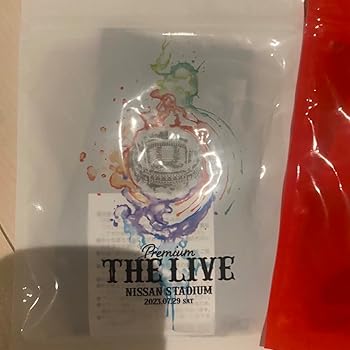 Premium
THE LIVE
NISSAN STADIUM
2023.07.29 SAT